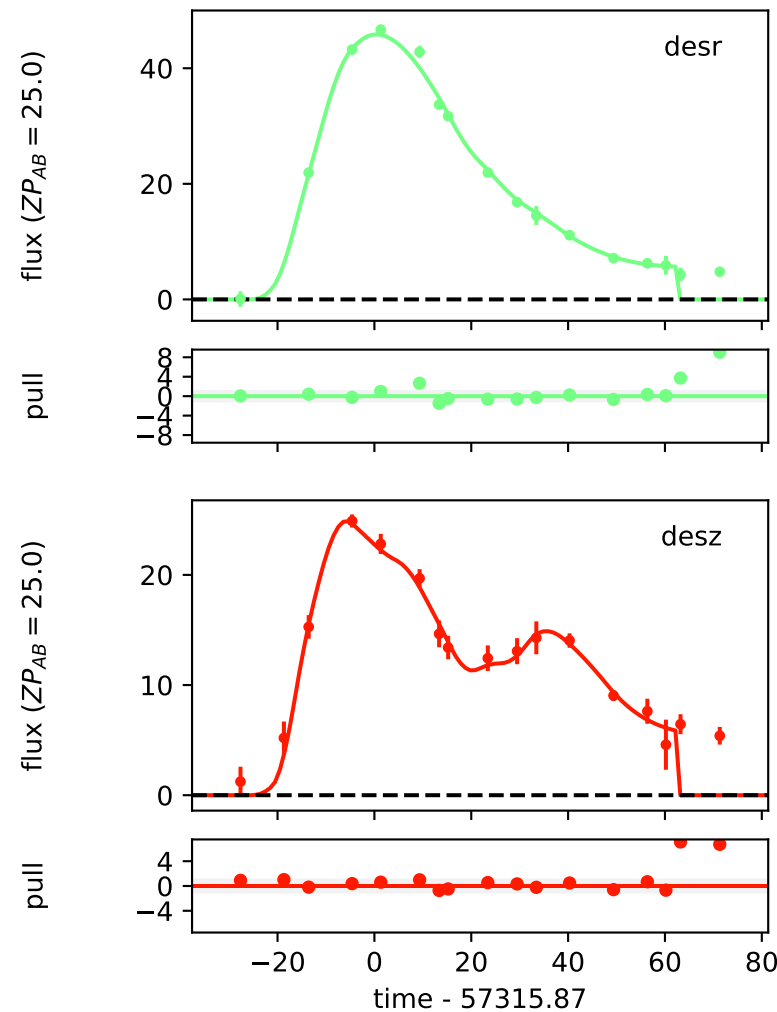 desr
flux (ZP_AB = 25.0)
40
20
0
pull
8
4
0
−4
−8
desz
flux (ZP_AB = 25.0)
20
10
0
pull
4
0
−4
−20 0 20 40 60 80
time - 57315.87